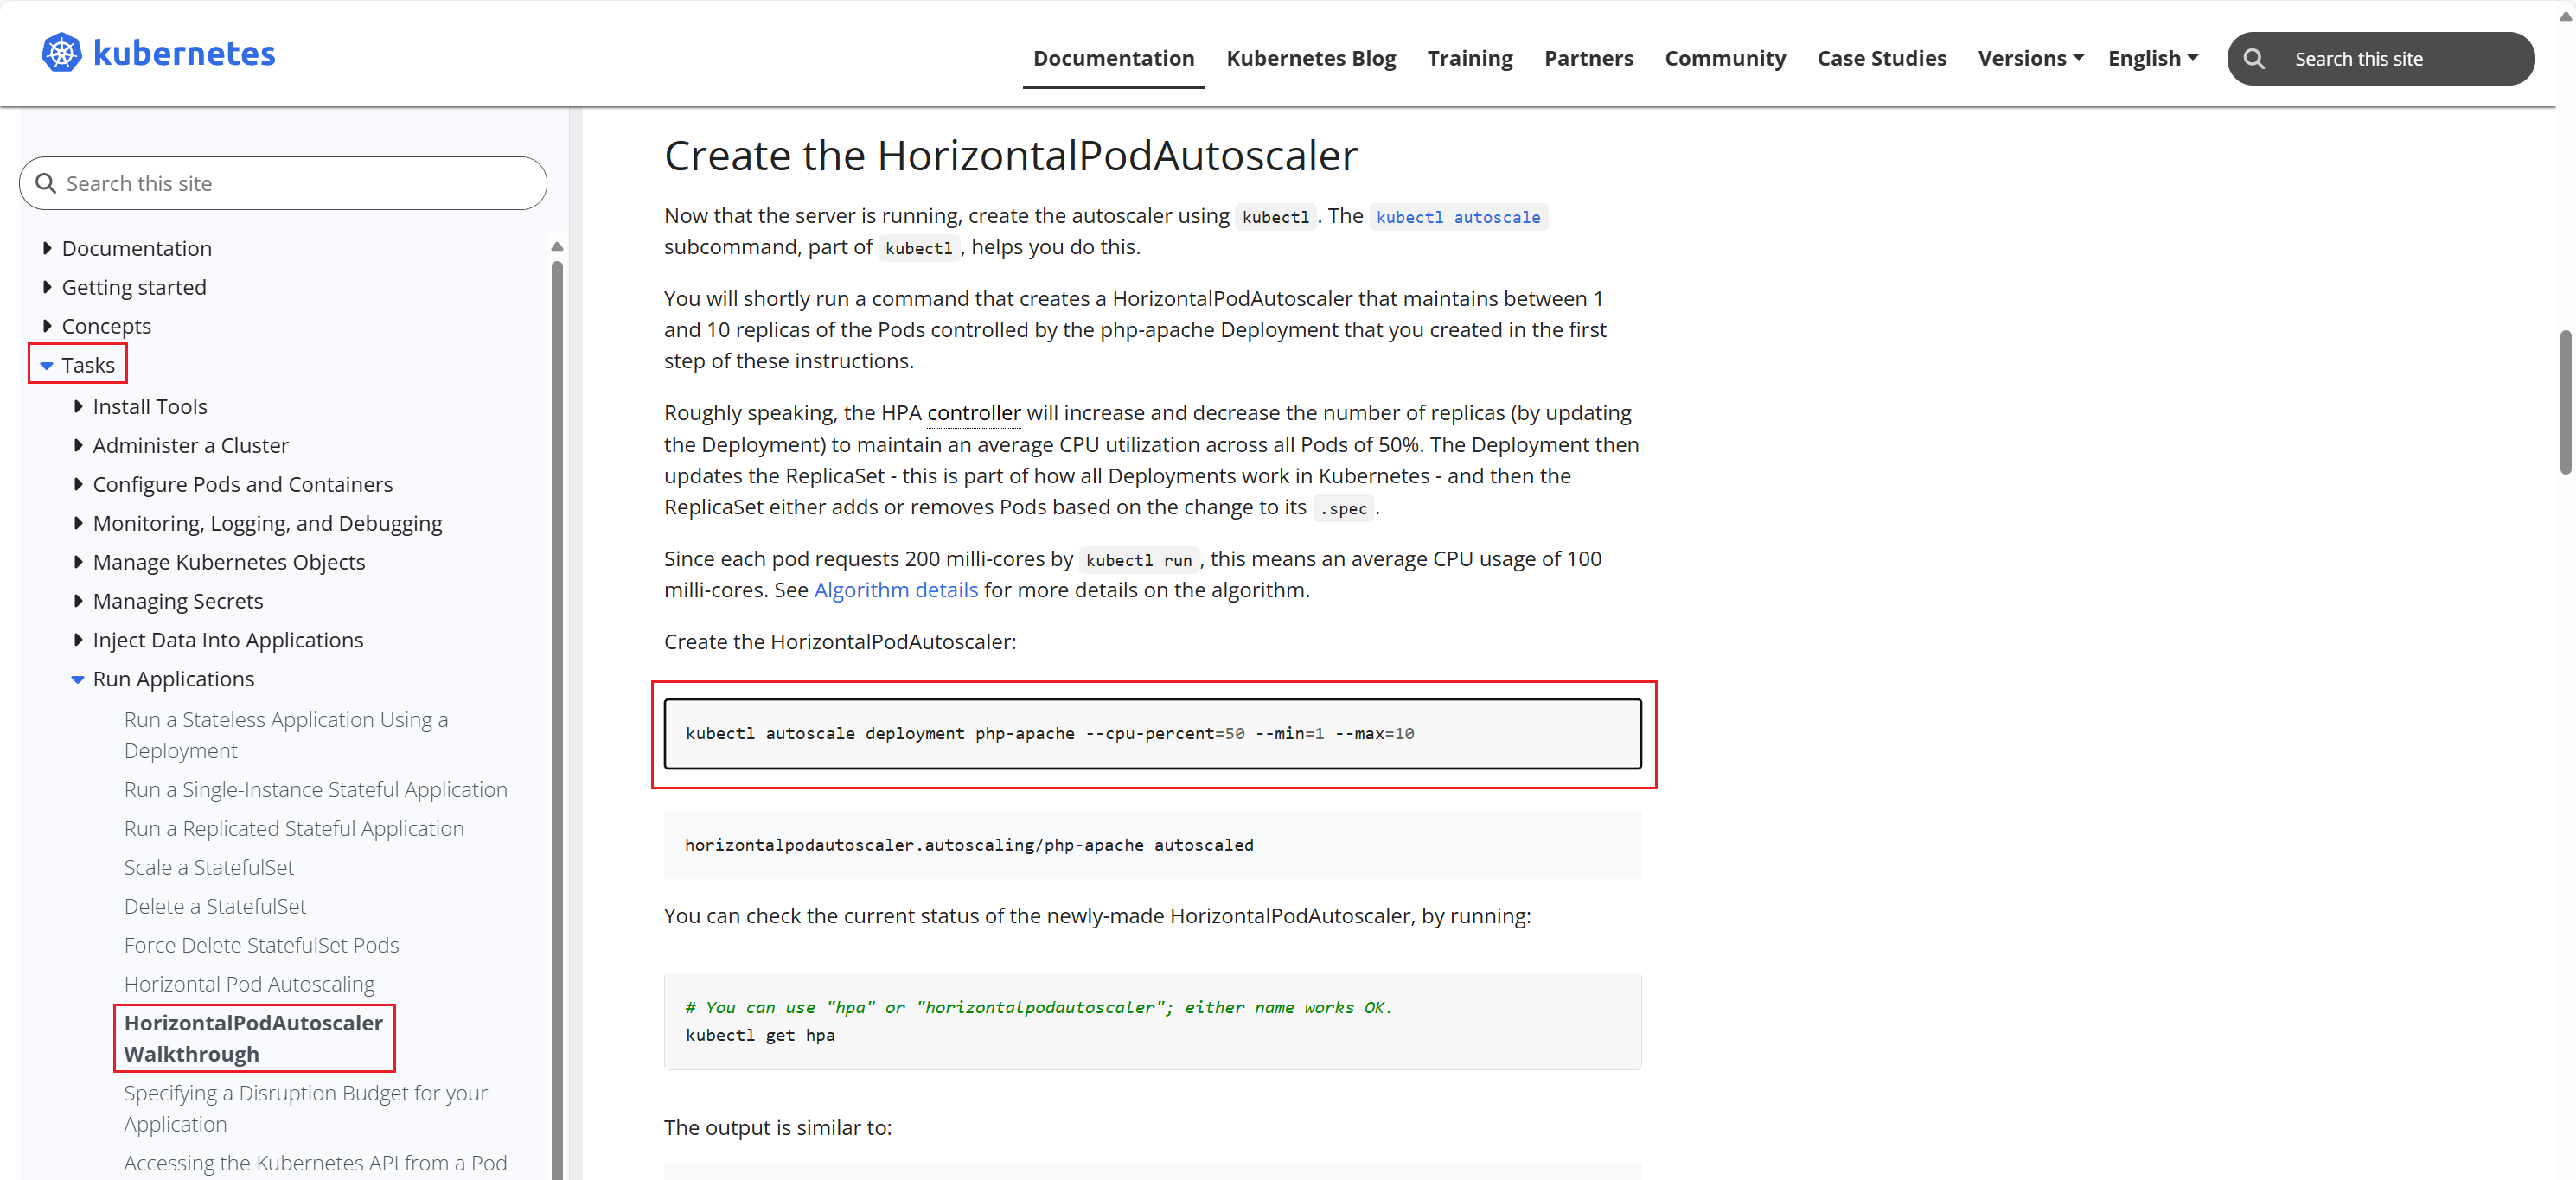 kubernetes
Documentation
Kubernetes Blog
Training
Partners
Community
Case Studies
Versions
English
Search this site
Search this site
Documentation
Getting started
Concepts
Tasks
Install Tools
Administer a Cluster
Configure Pods and Containers
Monitoring, Logging, and Debugging
Manage Kubernetes Objects
Managing Secrets
Inject Data Into Applications
Run Applications
Run a Stateless Application Using a
Deployment
Run a Single-Instance Stateful Application
Run a Replicated Stateful Application
Scale a StatefulSet
Delete a StatefulSet
Force Delete StatefulSet Pods
Horizontal Pod Autoscaling
HorizontalPodAutoscaler
Walkthrough
Specifying a Disruption Budget for your
Application
Accessing the Kubernetes API from a Pod
Create the HorizontalPodAutoscaler
Now that the server is running, create the autoscaler using kubectl. The kubectl autoscale
subcommand, part of kubectl, helps you do this.
You will shortly run a command that creates a HorizontalPodAutoscaler that maintains between 1
and 10 replicas of the Pods controlled by the php-apache Deployment that you created in the first
step of these instructions.
Roughly speaking, the HPA controller will increase and decrease the number of replicas (by updating
the Deployment) to maintain an average CPU utilization across all Pods of 50%. The Deployment then
updates the ReplicaSet - this is part of how all Deployments work in Kubernetes - and then the
ReplicaSet either adds or removes Pods based on the change to its .spec.
Since each pod requests 200 milli-cores by kubectl run, this means an average CPU usage of 100
milli-cores. See Algorithm details for more details on the algorithm.
Create the HorizontalPodAutoscaler:
kubectl autoscale deployment php-apache --cpu-percent=50 --min=1 --max=10
horizontalpodautoscaler.autoscaling/php-apache autoscaled
You can check the current status of the newly-made HorizontalPodAutoscaler, by running:
# You can use "hpa" or "horizontalpodautoscaler"; either name works OK.
kubectl get hpa
The output is similar to: